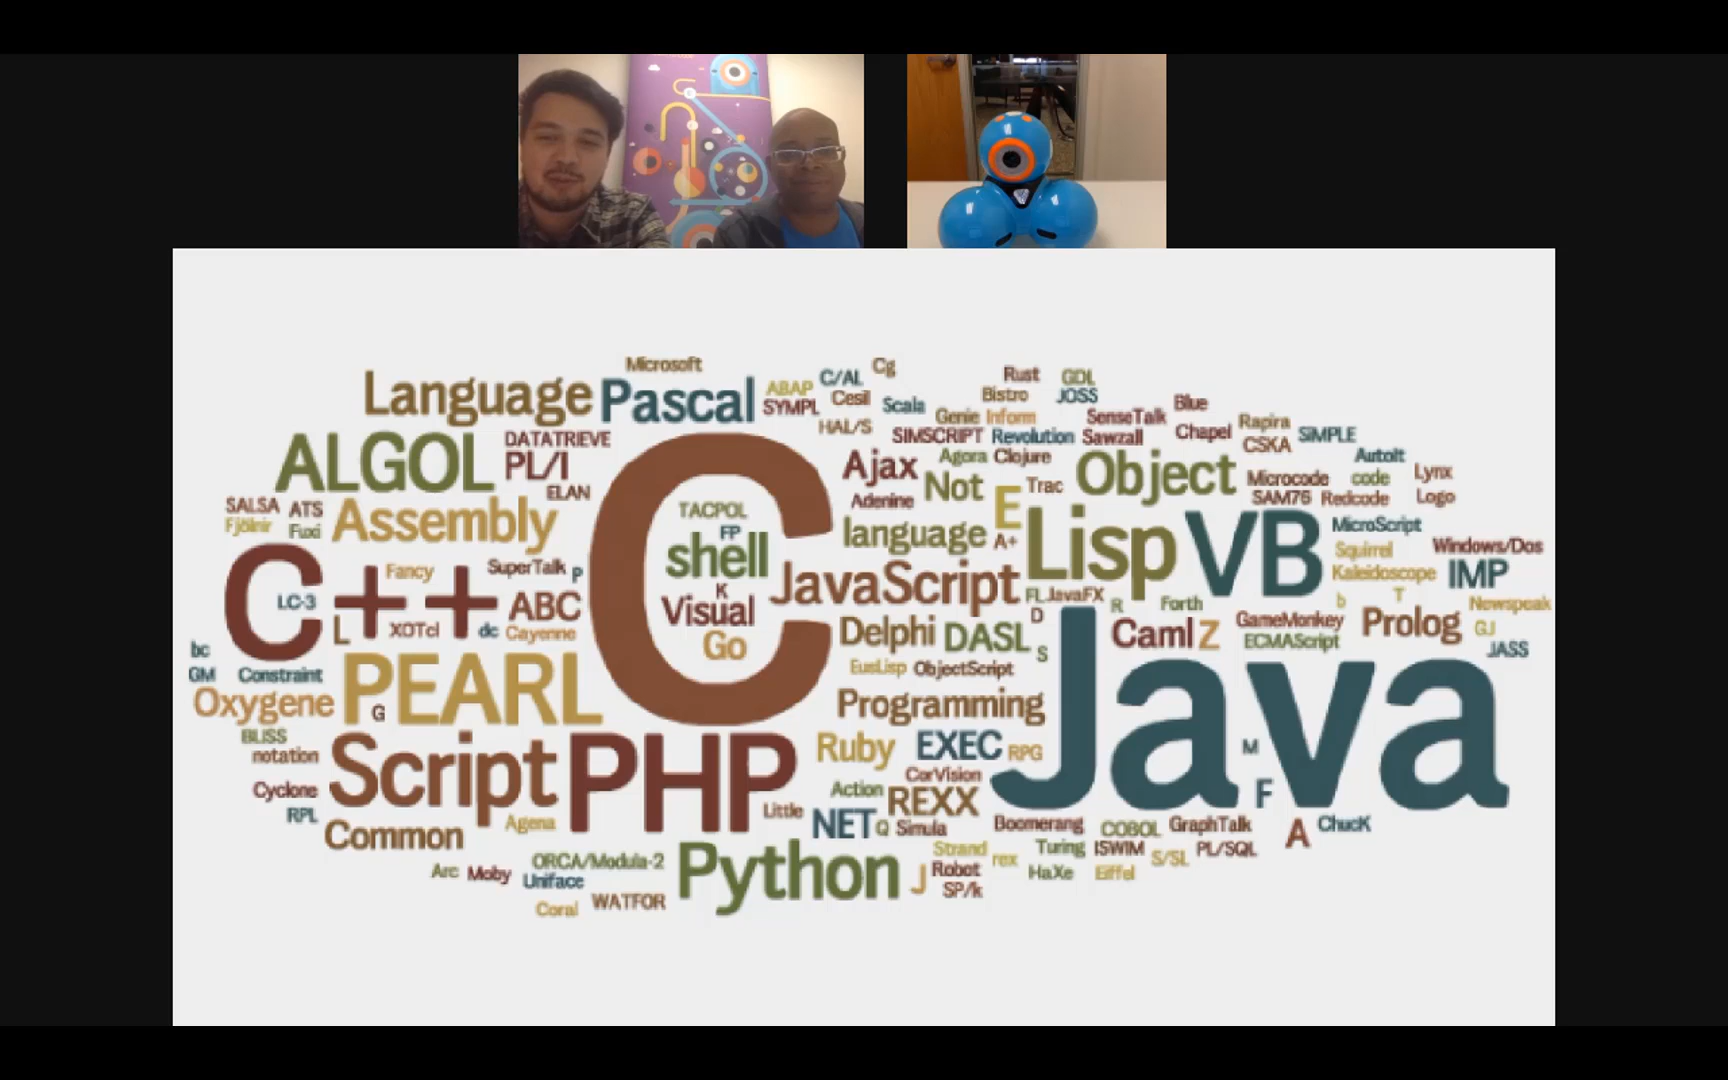 Microsoft
Language Pascal ABAP C/AL Cg Rust GDL
SYMPL Cesil Scala Bistro JOSS Blue
HAL/S Genie Inform SenseTalk Rapira
ALGOL DATATRIEVE SIMSCRIPT Revolution Sawzall Chapel CSKA SiMPLE
PL/I C Ajax Agora Clojure Object AutoIt
ELAN Adenine Not Trac Microcode code Lynx
SALSA ATS Assembly TACPOL E SAM76 Redcode Logo
Fjölnir Fuxi FP language A+ Lisp VB MicroScript
shell Squirrel Windows/Dos
C++ Fancy SuperTalk P JavaScript Kaleidoscope IMP
LC-3 ABC K FL JavaFX R Forth b T Newspeak
L XOTcl dc Cayenne Visual D GameMonkey Prolog GJ
bc Go Delphi DASL S Caml Z ECMAScript JASS
GM Constraint EusLisp ObjectScript
Oxygene G PEARL Programming Java
BLISS Ruby EXEC RPG M
notation Script PHP CorVision
Cyclone Action REXX F
RPL Agena Little NET Q Simula Boomerang COBOL GraphTalk A ChucK
Common Strand Turing ISWIM PL/SQL
ORCA/Modula-2 Python rex S/SL
Arc Moby Uniface J Robot HaXe Eiffel
Coral WATFOR SP/k